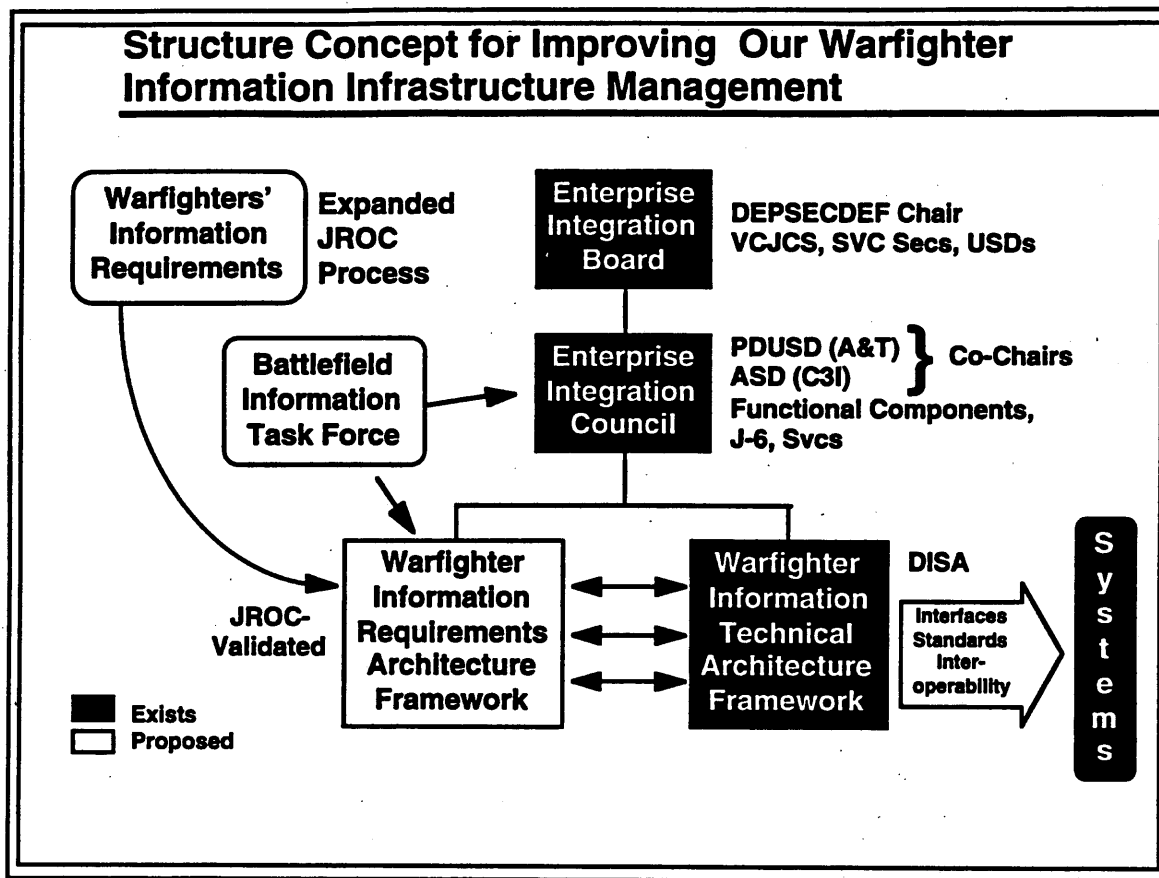 Structure Concept for Improving Our Warfighter
Information Infrastructure Management
Warfighters'
Information
Requirements
Expanded
JROC
Process
Enterprise
Integration
Board
DEPSECDEF Chair
VCJCS, SVC Secs, USDs
Battlefield
Information
Task Force
Enterprise
Integration
Council
PDUSD (A&T)
ASD (C3I)
} Co-Chairs
Functional Components,
J-6, Svcs
JROC-
Validated
Warfighter
Information
Requirements
Architecture
Framework
Warfighter
Information
Technical
Architecture
Framework
DISA
Interfaces
Standards
Inter-
operability
Systems
Exists
Proposed